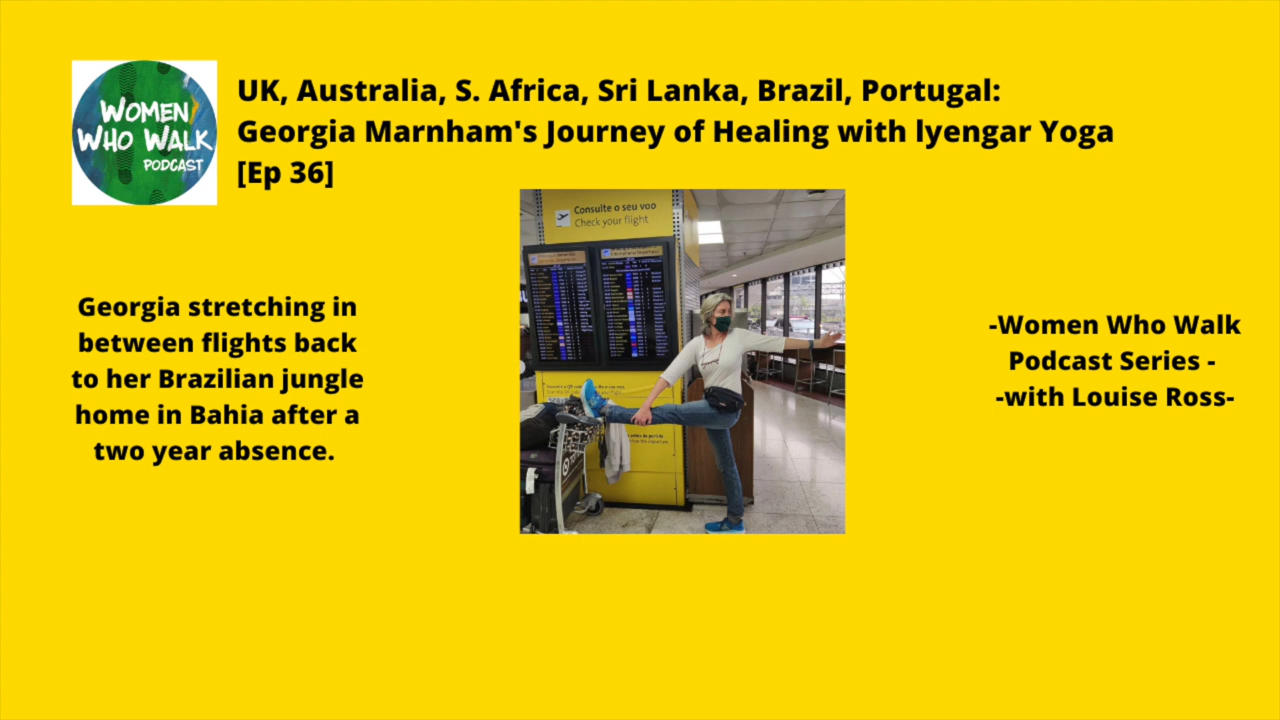 WOMEN
WHO WALK
PODCAST
UK, Australia, S. Africa, Sri Lanka, Brazil, Portugal:
Georgia Marnham's Journey of Healing with lyengar Yoga
[Ep 36]
Consulte o seu voo
Check your flight
Georgia stretching in
between flights back
to her Brazilian jungle
home in Bahia after a
two year absence.
-Women Who Walk
Podcast Series -
-with Louise Ross-